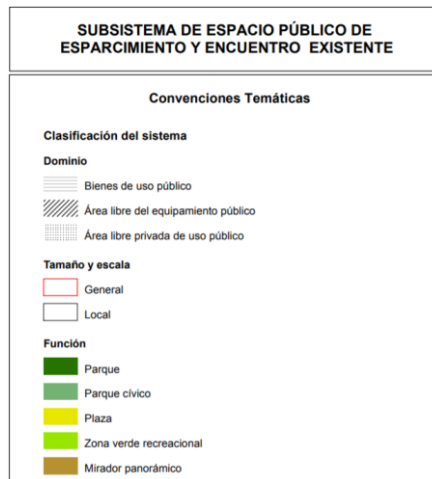 SUBSISTEMA DE ESPACIO PÚBLICO DE
ESPARCIMIENTO Y ENCUENTRO EXISTENTE
Convenciones Temáticas
Clasificación del sistema
Dominio
Bienes de uso público
Área libre del equipamiento público
Área libre privada de uso público
Tamaño y escala
General
Local
Función
Parque
Parque cívico
Plaza
Zona verde recreacional
Mirador panorámico